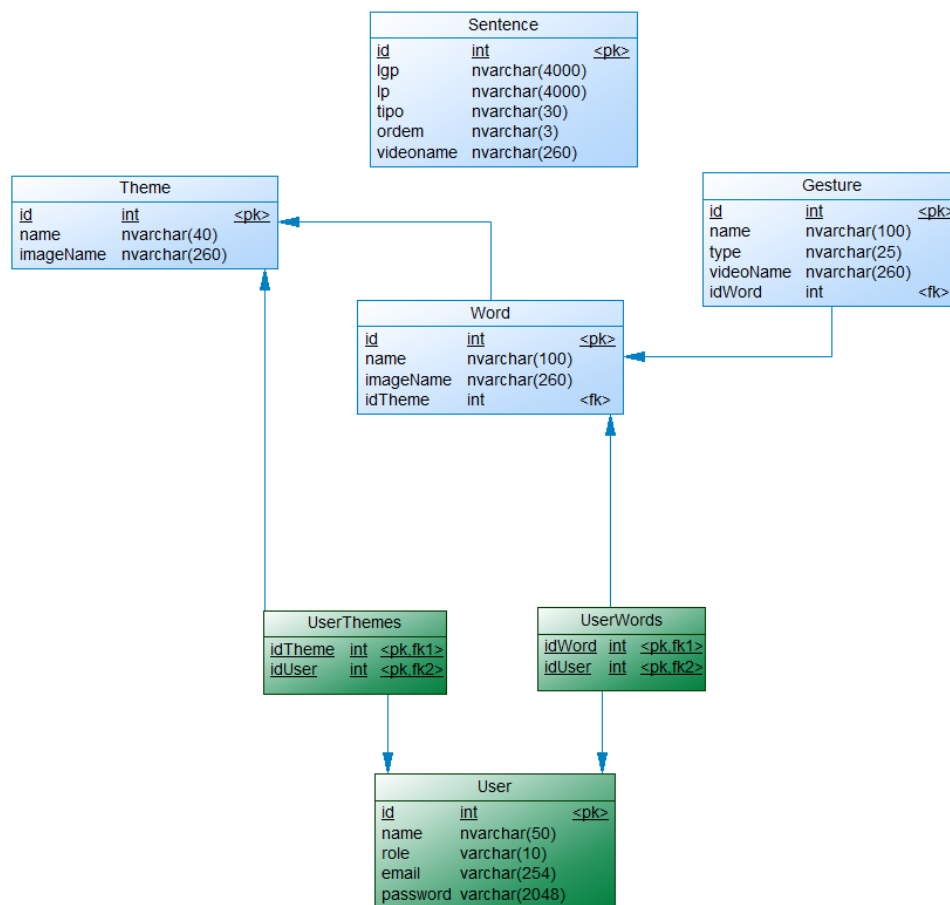 Sentence
id int <pk>
lgp nvarchar(4000)
lp nvarchar(4000)
tipo nvarchar(30)
ordem nvarchar(3)
videoname nvarchar(260)
Theme
id int <pk>
name nvarchar(40)
imageName nvarchar(260)
Gesture
id int <pk>
name nvarchar(100)
type nvarchar(25)
videoName nvarchar(260)
idWord int <fk>
Word
id int <pk>
name nvarchar(100)
imageName nvarchar(260)
idTheme int <fk>
UserThemes
idTheme int <pk,fk1>
idUser int <pk,fk2>
UserWords
idWord int <pk,fk1>
idUser int <pk,fk2>
User
id int <pk>
name nvarchar(50)
role varchar(10)
email varchar(254)
password varchar(2048)